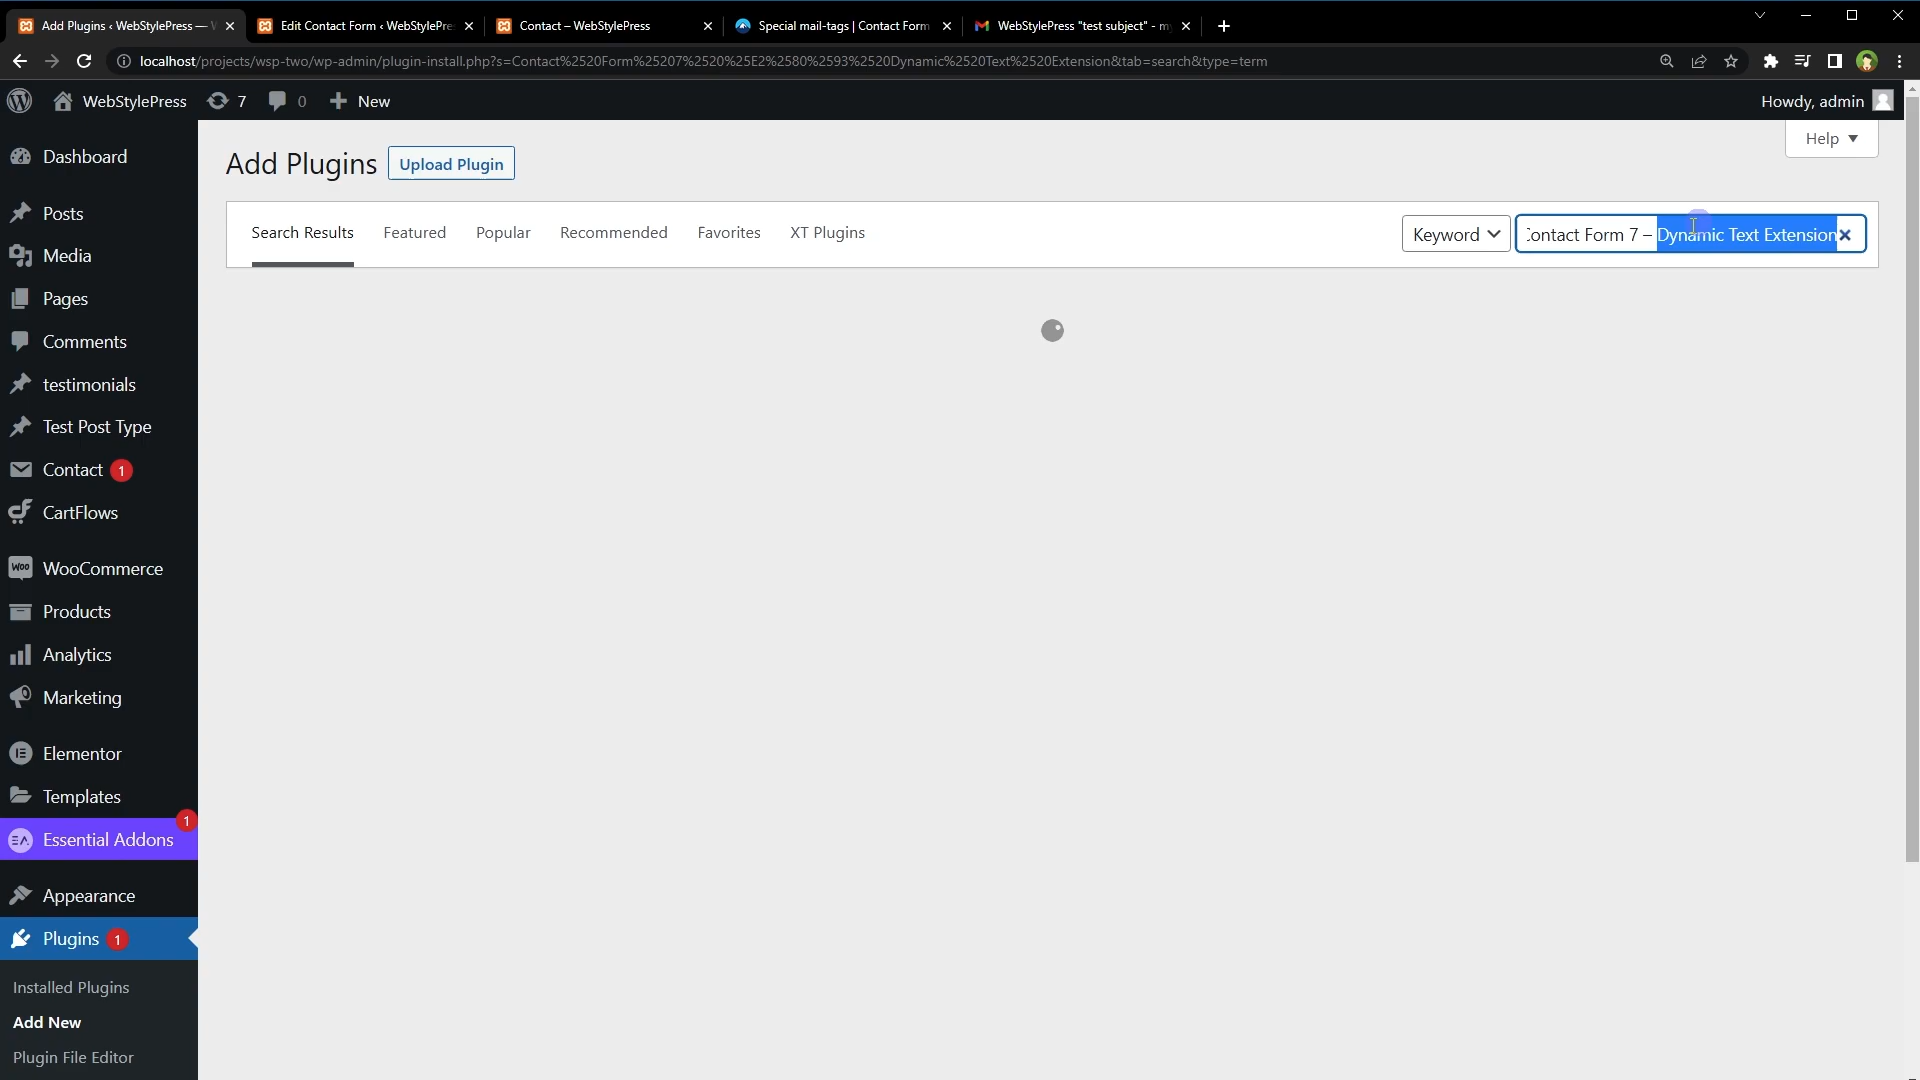 Add Plugins ‹ WebStylePress —
Edit Contact Form ‹ WebStylePre
Contact – WebStylePress
Special mail-tags | Contact Form
WebStylePress "test subject" - my
localhost/projects/wsp-two/wp-admin/plugin-install.php?s=Contact%2520Form%25207%2520%25E2%2580%2593%2520Dynamic%2520Text%2520Extension&tab=search&type=term
WebStylePress
7
0
New
Howdy, admin
Help
Add Plugins
Upload Plugin
Search Results
Featured
Popular
Recommended
Favorites
XT Plugins
Keyword
Contact Form 7 – Dynamic Text Extension
Dashboard
Posts
Media
Pages
Comments
testimonials
Test Post Type
Contact 1
CartFlows
Woo
WooCommerce
Products
Analytics
Marketing
Elementor
Templates
1
EA
Essential Addons
Appearance
Plugins 1
Installed Plugins
Add New
Plugin File Editor